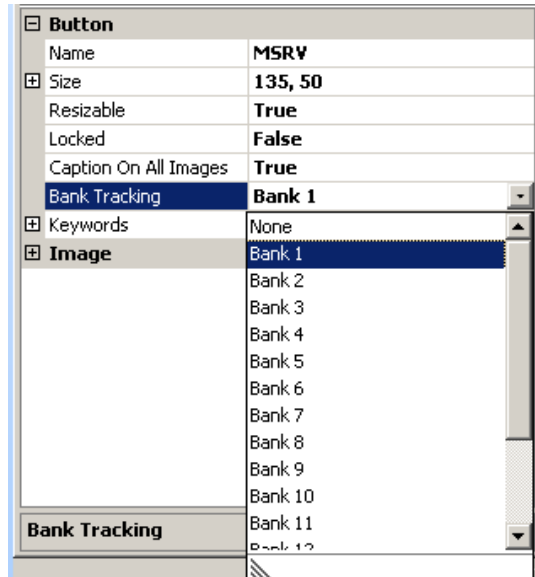 Button
Name MSRV
Size 135, 50
Resizable True
Locked False
Caption On All Images True
Bank Tracking Bank 1
Keywords None
Image Bank 1
Bank 2
Bank 3
Bank 4
Bank 5
Bank 6
Bank 7
Bank 8
Bank 9
Bank 10
Bank Tracking Bank 11
Bank 12